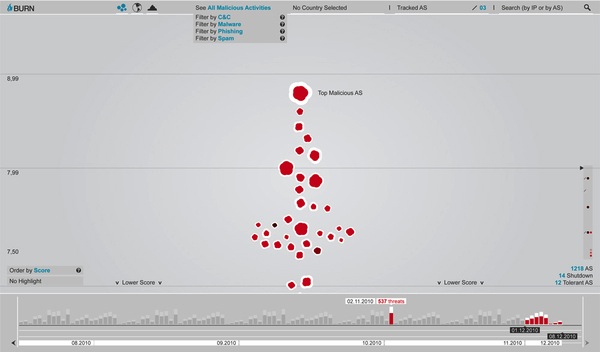 BURN
See All Malicious Activities
No Country Selected
Tracked AS
03
Search (by IP or by AS)
Filter by C&C ?
Filter by Malware ?
Filter by Phishing ?
Filter by Spam ?
8,99
Top Malicious AS
7,99
7,50
Order by Score ?
No Highlight
v Lower Score v
v Lower Score v
1218 AS
14 Shutdown
12 Tolerant AS
02.11.2010 537 threats
01.12.2010
08.12.2010
08.2010
09.2010
10.2010
11.2010
12.2010